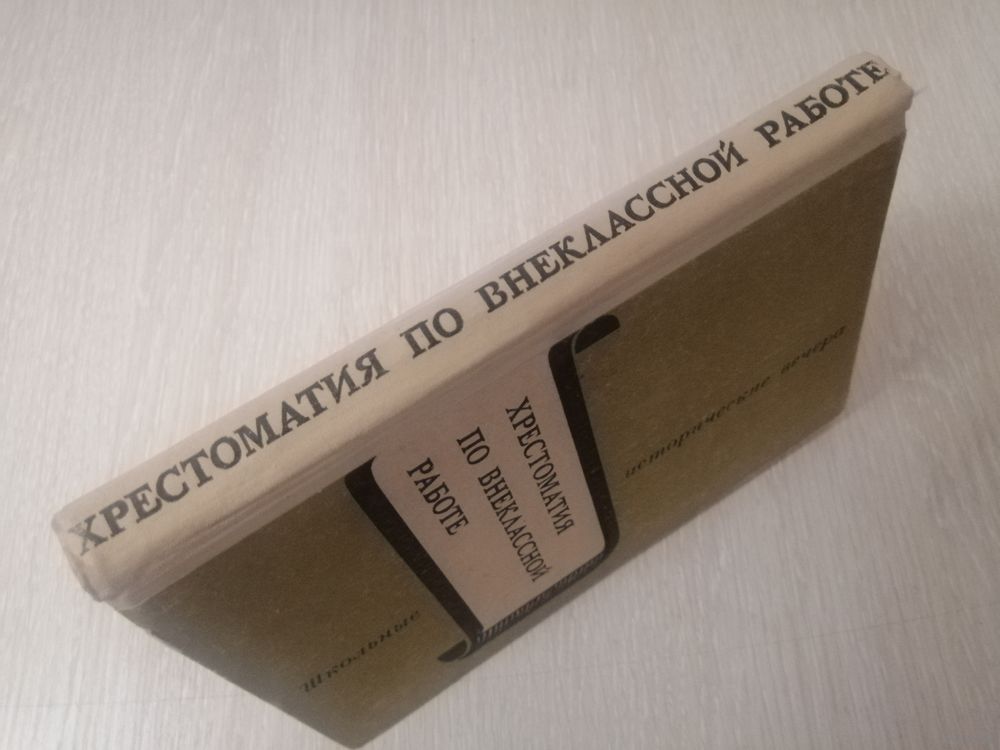 ХРЕСТОМАТИЯ ПО ВНЕКЛАССНОЙ РАБОТЕ
исторические вечера
ХРЕСТОМАТИЯ
ПО ВНЕКЛАССНОЙ
РАБОТЕ
Школьные